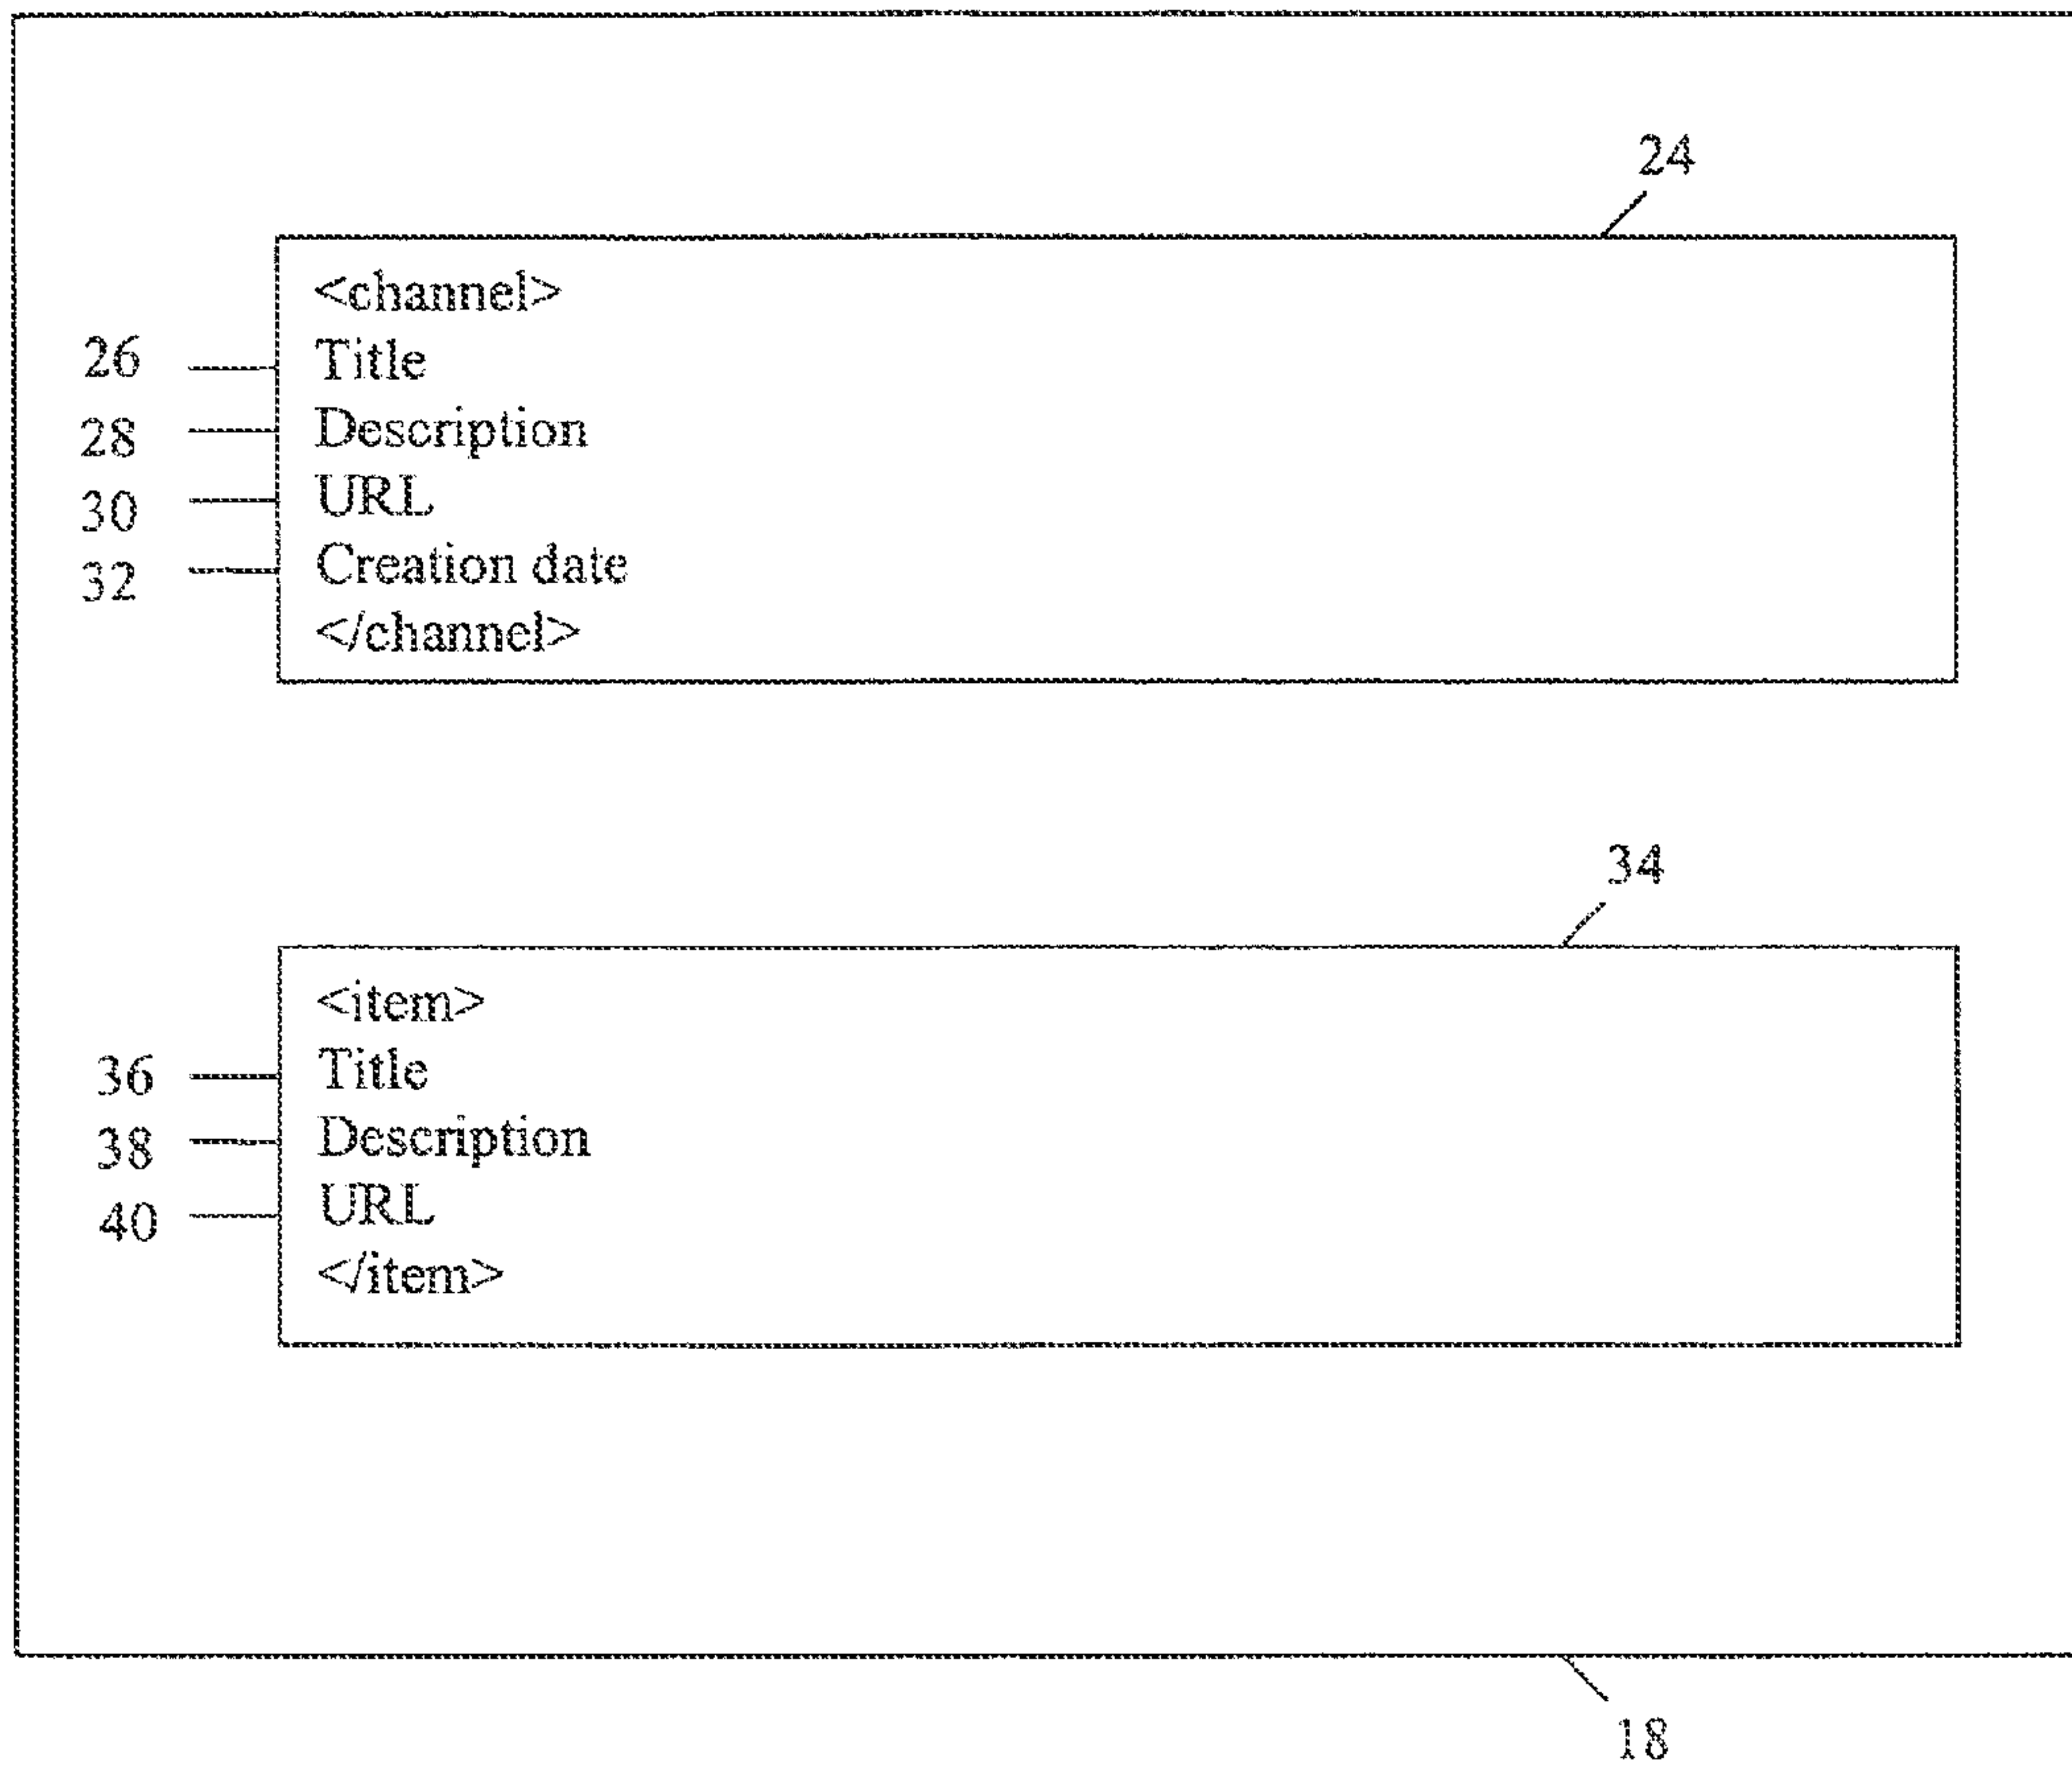 24
<channel>
26 Title
28 Description
30 URL
32 Creation date
</channel>
34
<item>
36 Title
38 Description
40 URL
</item>
18